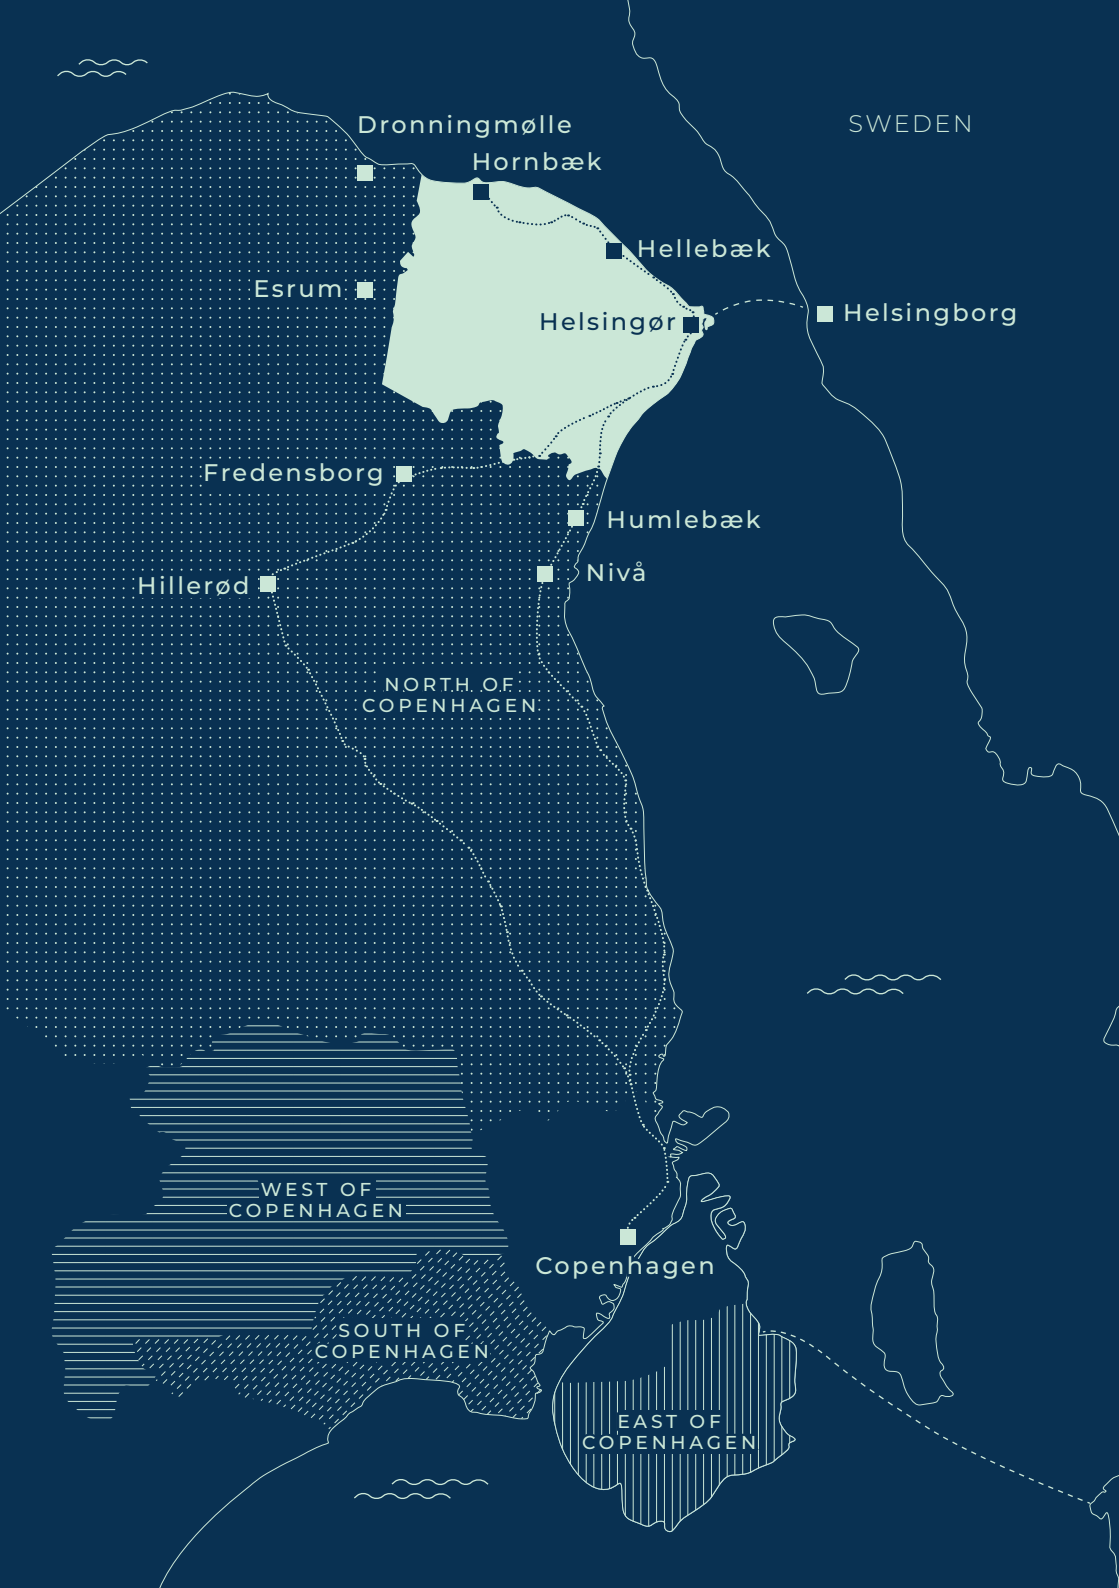 Dronningmølle
SWEDEN
Hornbæk
Hellebæk
Esrum
Helsingør
Helsingborg
Fredensborg
Humlebæk
Nivå
Hillerød
NORTH OF
COPENHAGEN
WEST OF
COPENHAGEN
Copenhagen
SOUTH OF
COPENHAGEN
EAST OF
COPENHAGEN